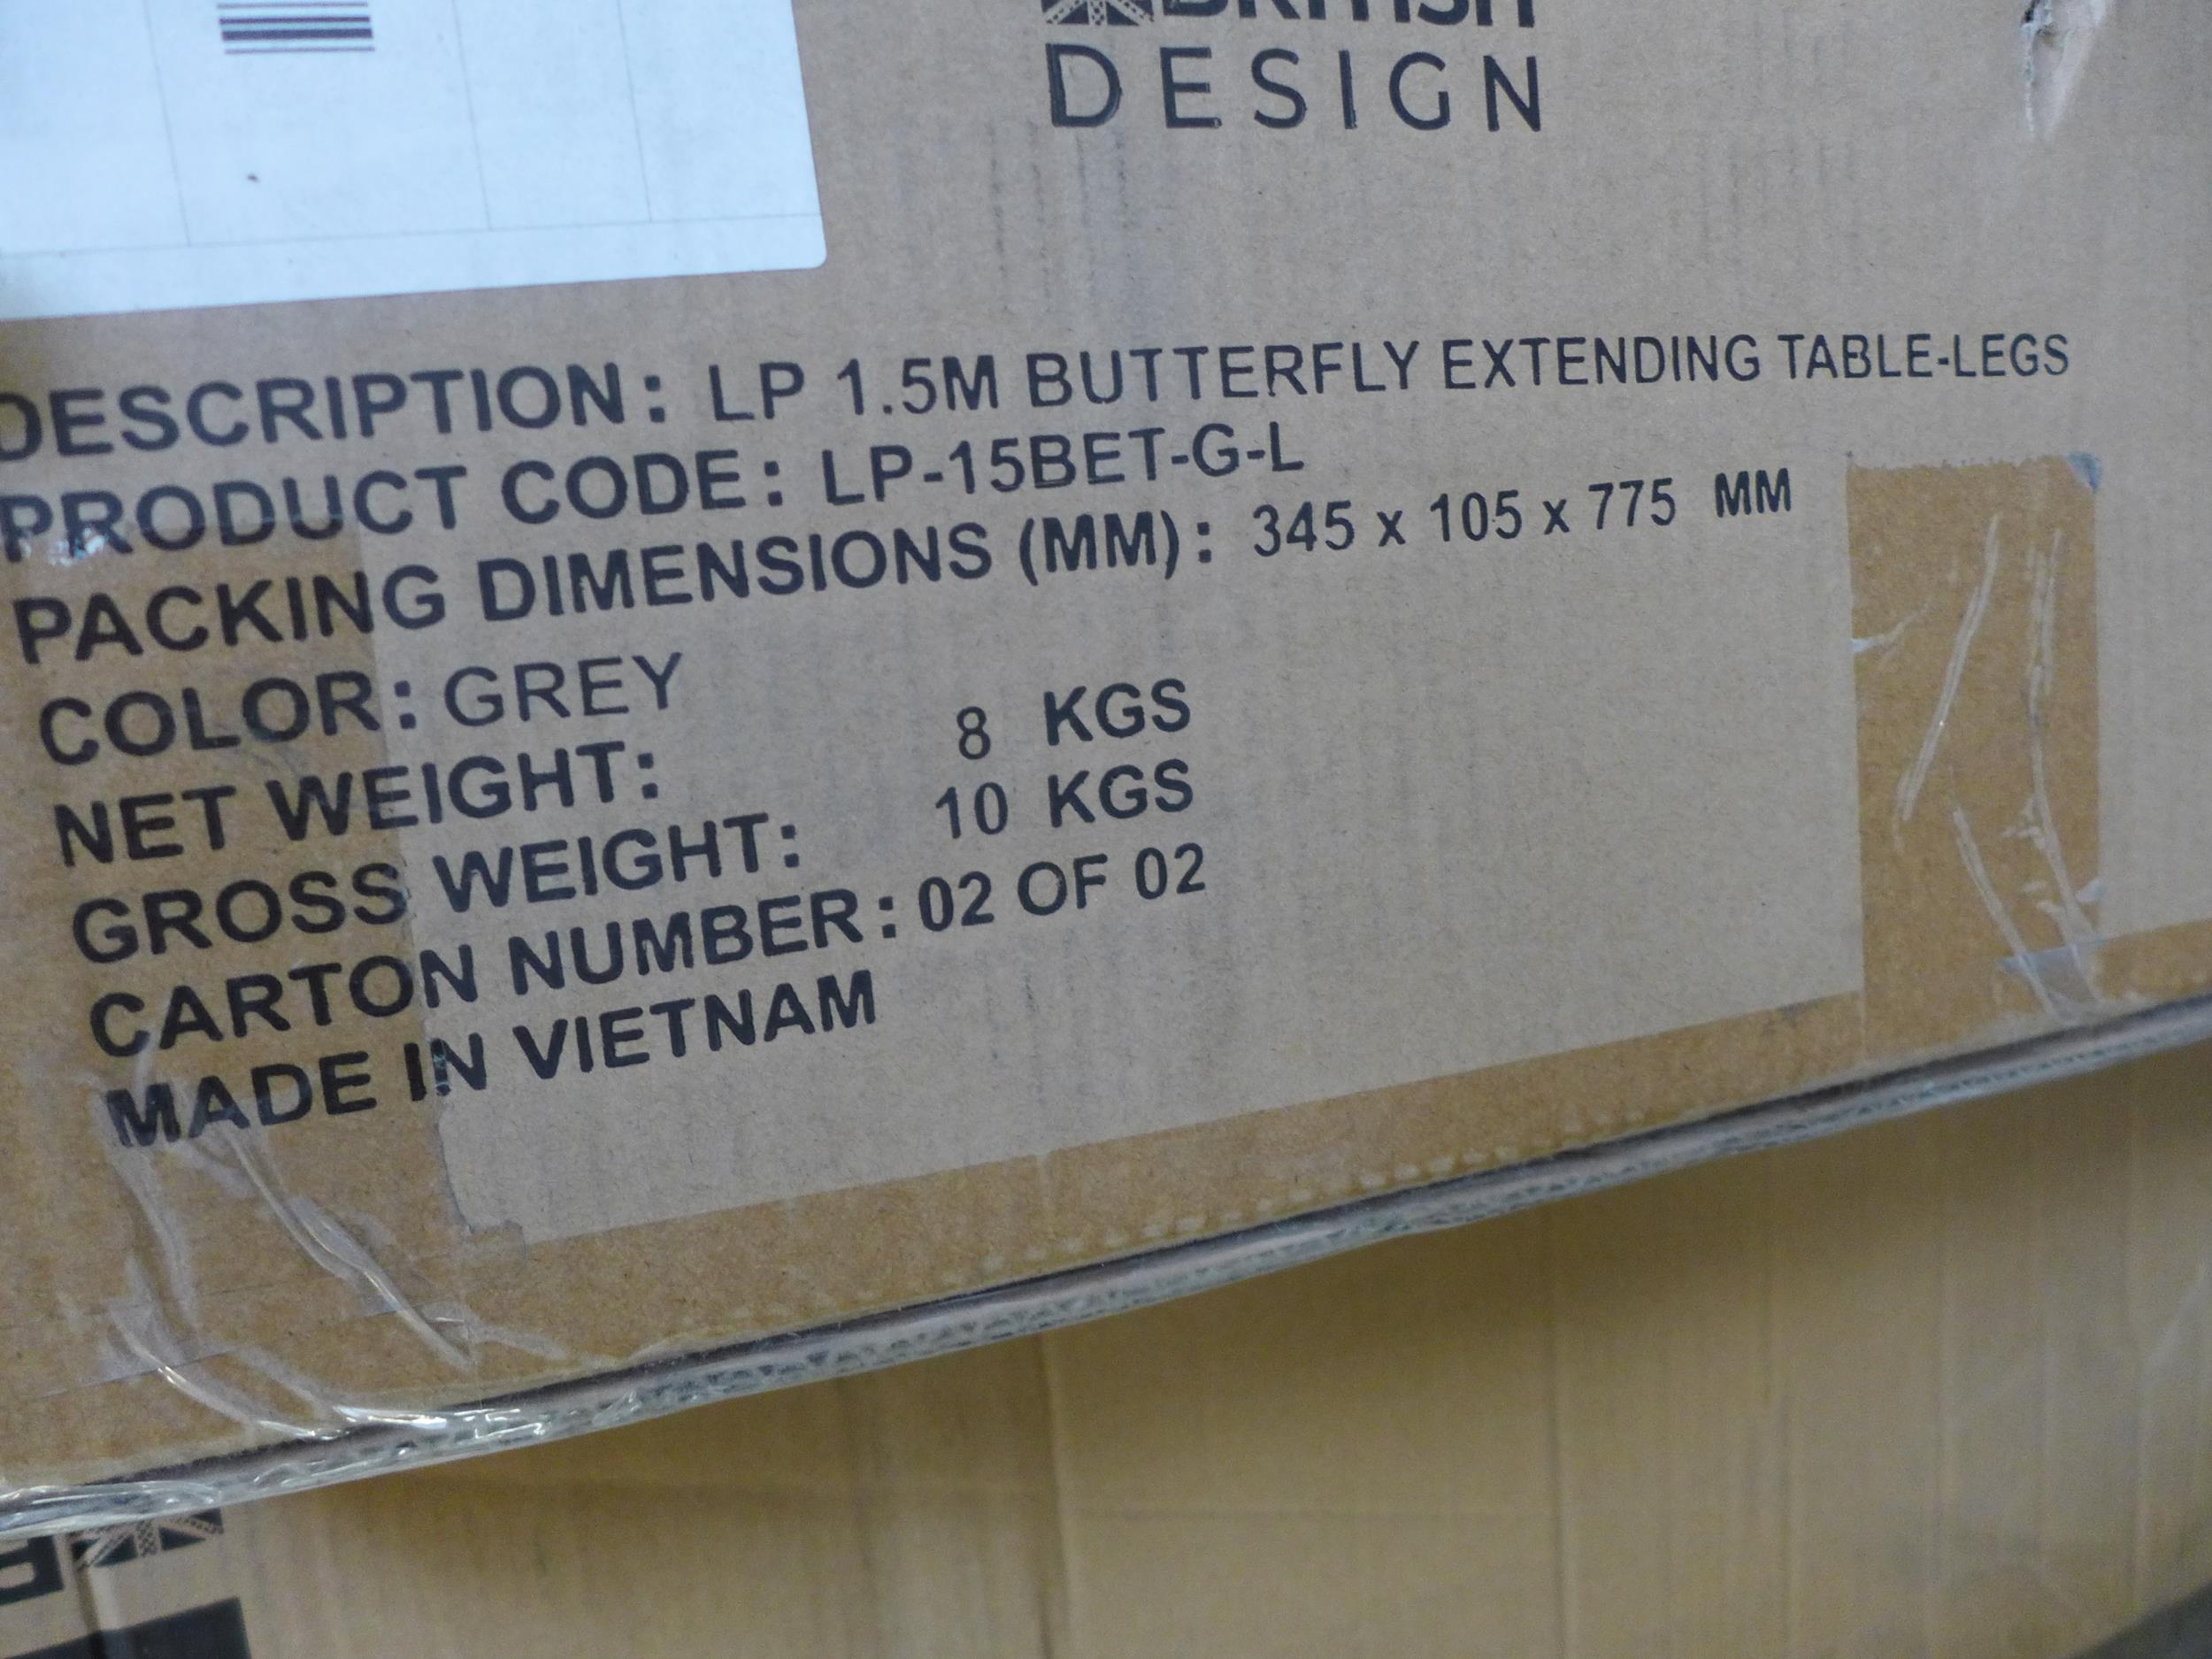 BRITISH
DESIGN
DESCRIPTION: LP 1.5M BUTTERFLY EXTENDING TABLE-LEGS
PRODUCT CODE: LP-15BET-G-L
PACKING DIMENSIONS (MM): 345 x 105 x 775 MM
COLOR: GREY
NET WEIGHT: 8 KGS
GROSS WEIGHT: 10 KGS
CARTON NUMBER: 02 OF 02
MADE IN VIETNAM